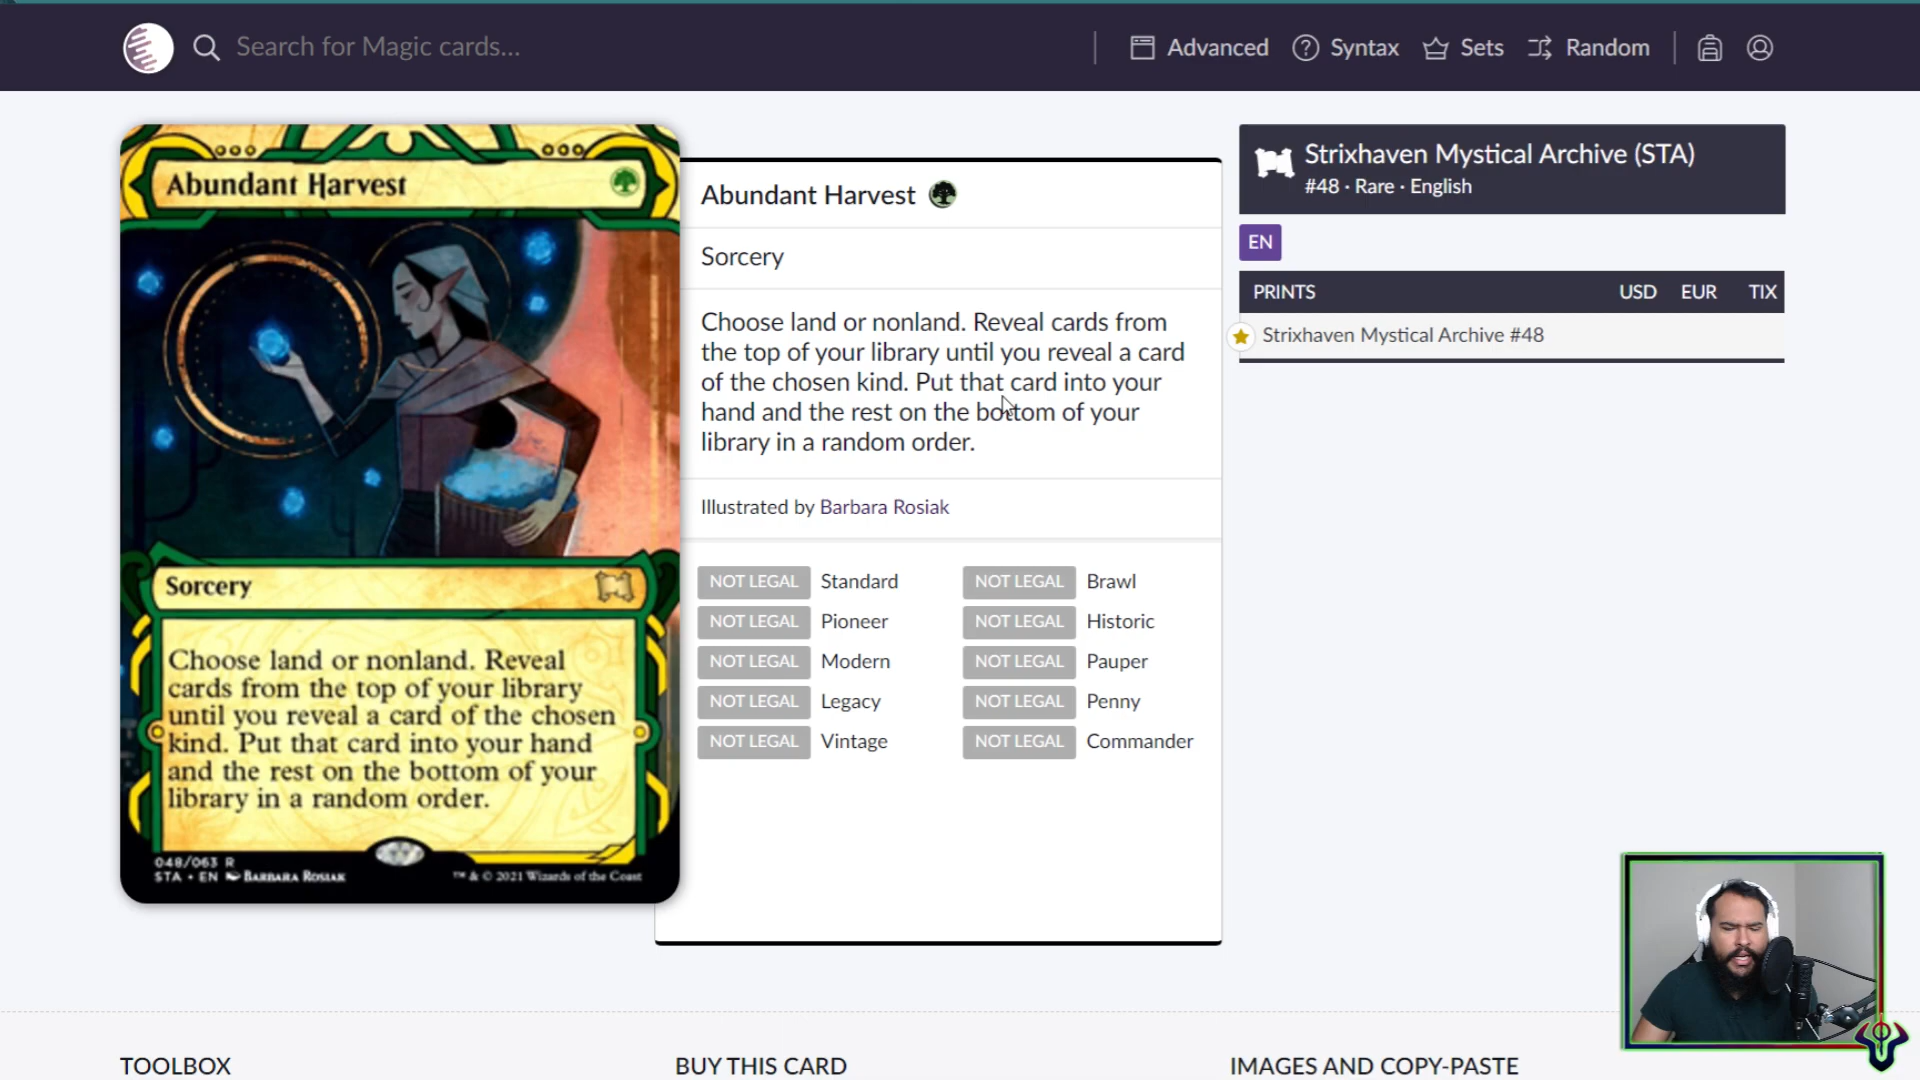 Search for Magic cards...
Advanced
Syntax
Sets
Random
Abundant Harvest
Sorcery
Choose land or nonland. Reveal
cards from the top of your library
until you reveal a card of the chosen
kind. Put that card into your hand
and the rest on the bottom of your
library in a random order.
048/063 R
STA • EN Barbara Rosiak
™ & © 2021 Wizards of the Coast
Abundant Harvest
Sorcery
Choose land or nonland. Reveal cards from
the top of your library until you reveal a card
of the chosen kind. Put that card into your
hand and the rest on the bottom of your
library in a random order.
Illustrated by Barbara Rosiak
NOT LEGAL Standard NOT LEGAL Brawl
NOT LEGAL Pioneer NOT LEGAL Historic
NOT LEGAL Modern NOT LEGAL Pauper
NOT LEGAL Legacy NOT LEGAL Penny
NOT LEGAL Vintage NOT LEGAL Commander
Strixhaven Mystical Archive (STA)
#48 · Rare · English
EN
PRINTS USD EUR TIX
Strixhaven Mystical Archive #48
TOOLBOX
BUY THIS CARD
IMAGES AND COPY-PASTE